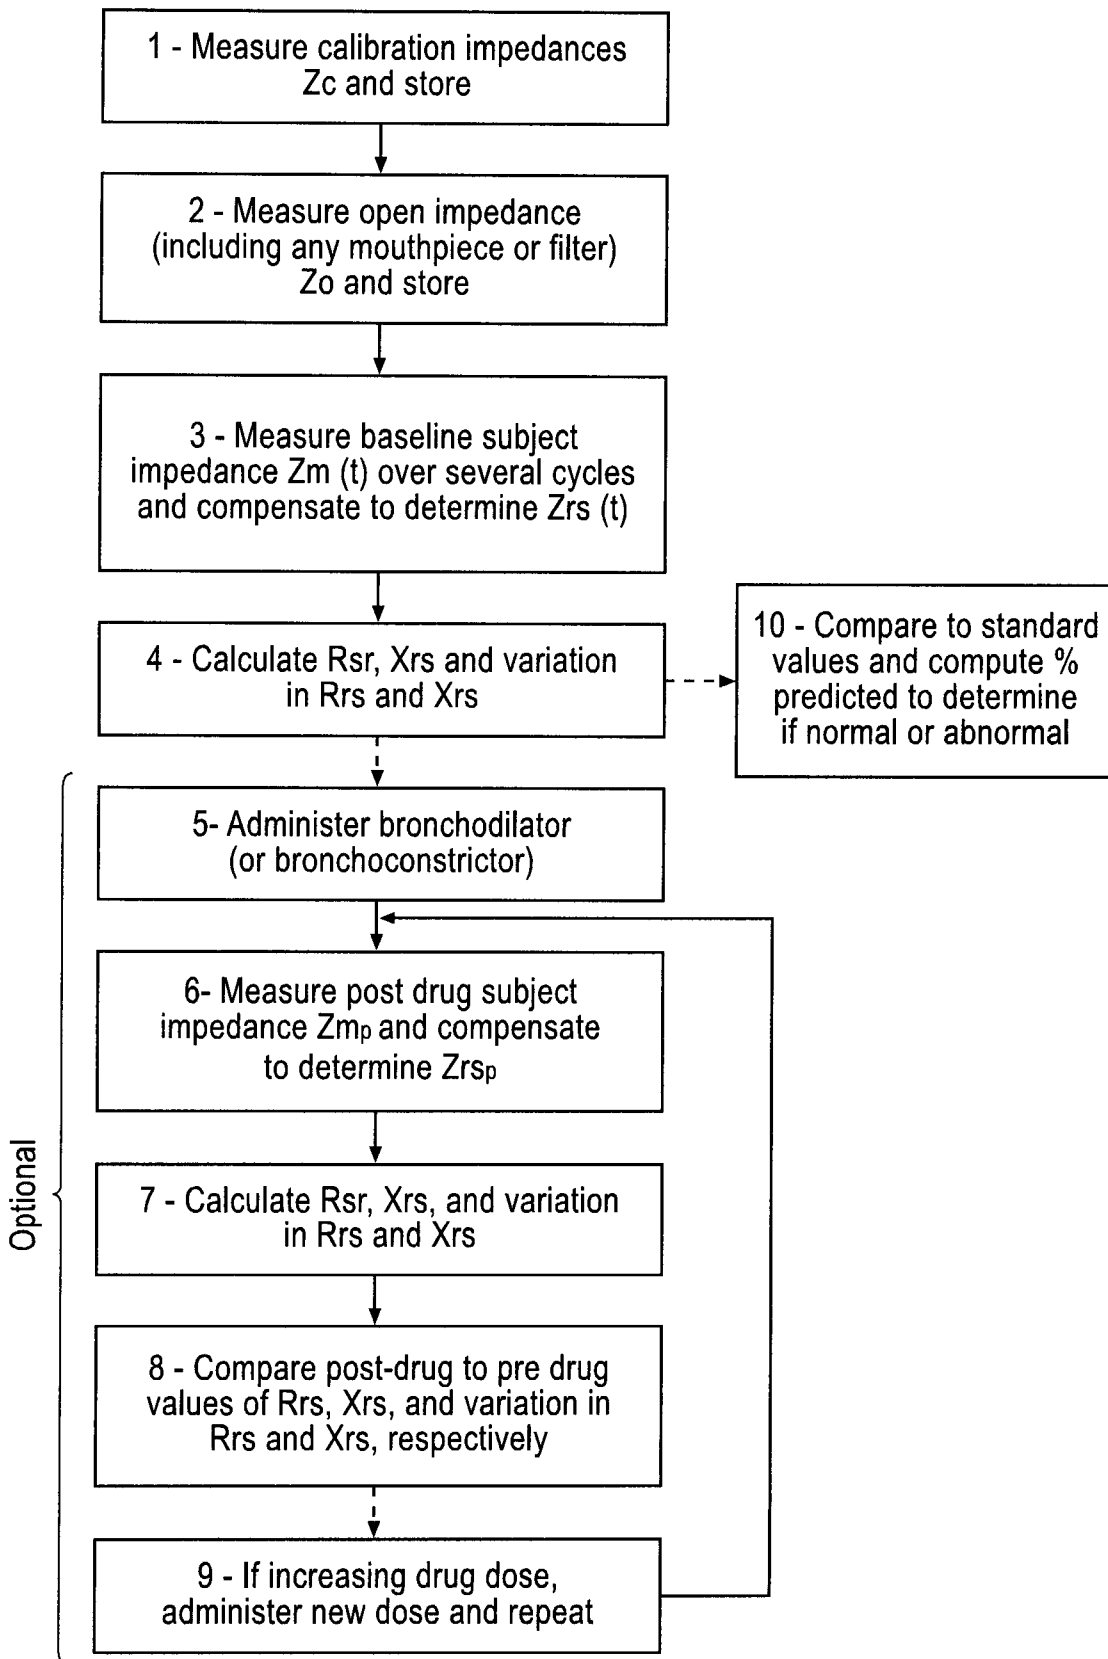 1 - Measure calibration impedances
Zc and store
2 - Measure open impedance
(including any mouthpiece or filter)
Zo and store
3 - Measure baseline subject
impedance Zm (t) over several cycles
and compensate to determine Zrs (t)
4 - Calculate Rsr, Xrs and variation
in Rrs and Xrs
10 - Compare to standard
values and compute %
predicted to determine
if normal or abnormal
Optional
5- Administer bronchodilator
(or bronchoconstrictor)
6- Measure post drug subject
impedance Zmp and compensate
to determine Zrsp
7 - Calculate Rsr, Xrs, and variation
in Rrs and Xrs
8 - Compare post-drug to pre drug
values of Rrs, Xrs, and variation in
Rrs and Xrs, respectively
9 - If increasing drug dose,
administer new dose and repeat